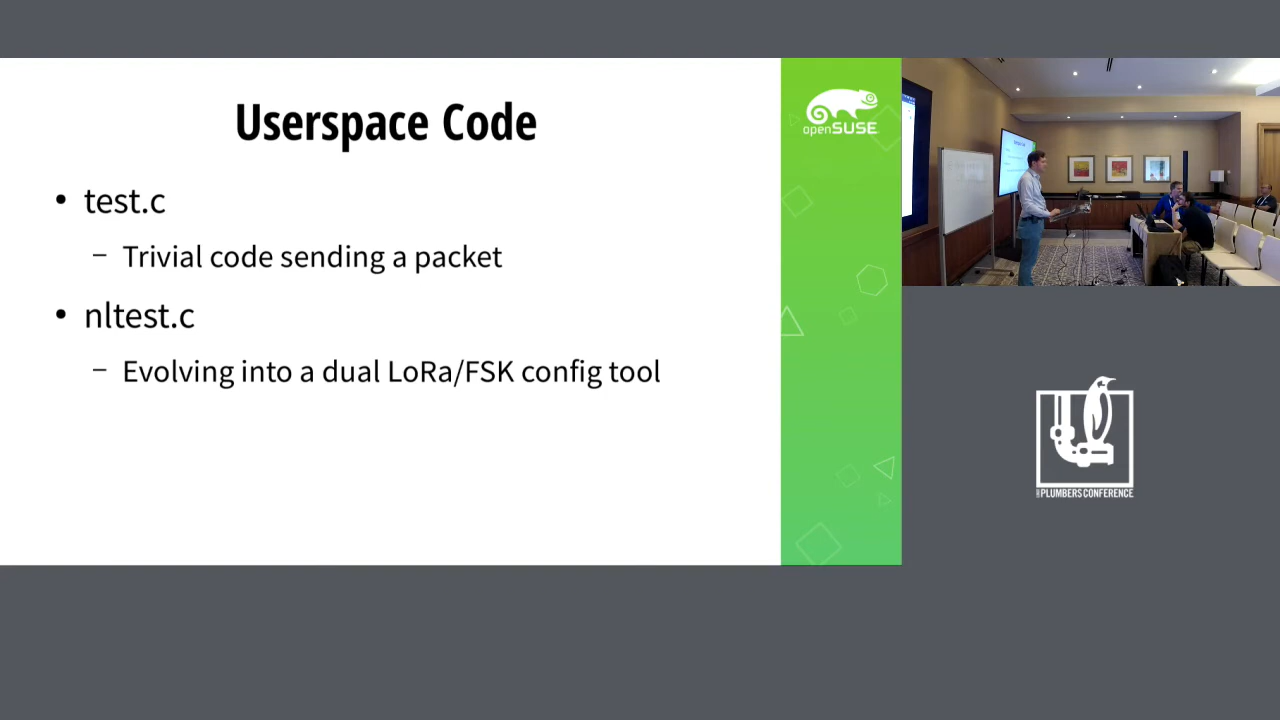 Userspace Code
openSUSE
• test.c
– Trivial code sending a packet
• nltest.c
– Evolving into a dual LoRa/FSK config tool
PLUMBERS CONFERENCE